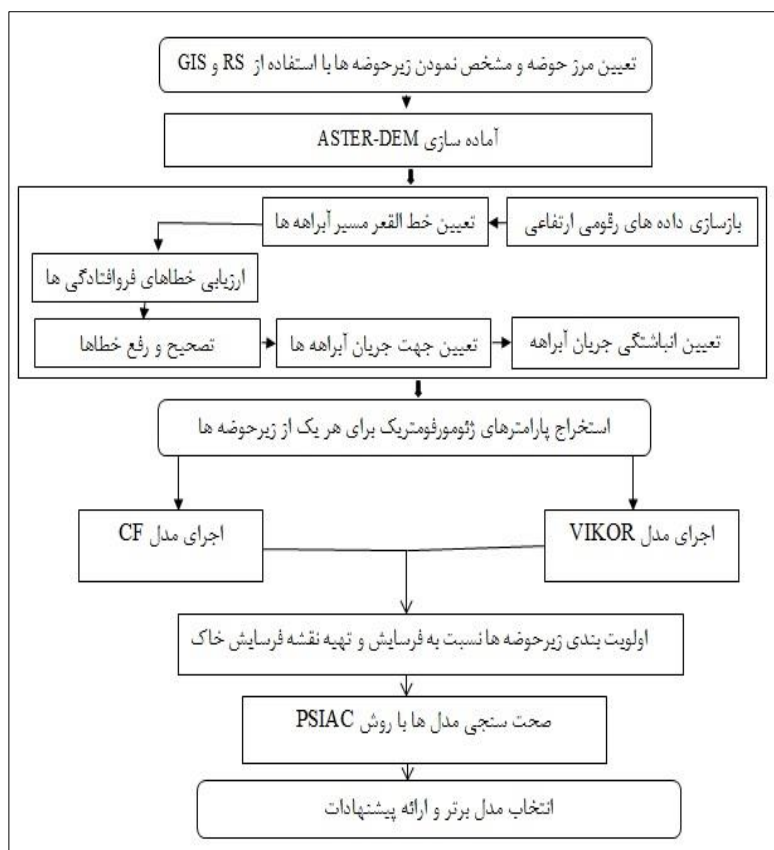 تعیین مرز حوضه و مشخص نمودن زیرحوضه ها با استفاده از RS و GIS
آماده سازی ASTER-DEM
بازسازی داده های رقومی ارتفاعی
تعیین خط القعر مسیر آبراهه ها
ارزیابی خطاهای فروافتادگی ها
تصحیح و رفع خطاها
تعیین جهت جریان آبراهه ها
تعیین انباشتگی جریان آبراهه
استخراج پارامترهای ژئومورفومتریک برای هر یک از زیرحوضه ها
اجرای مدل VIKOR
اجرای مدل CF
اولویت بندی زیرحوضه ها نسبت به فرسایش و تهیه نقشه فرسایش خاک
صحت سنجی مدل ها با روش PSIAC
انتخاب مدل برتر و ارائه پیشنهادات